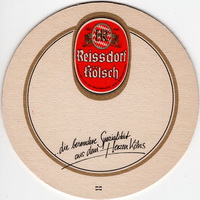 Reissdorf
Kölsch
die besondere Spezialität
aus dem Herzen Kölns